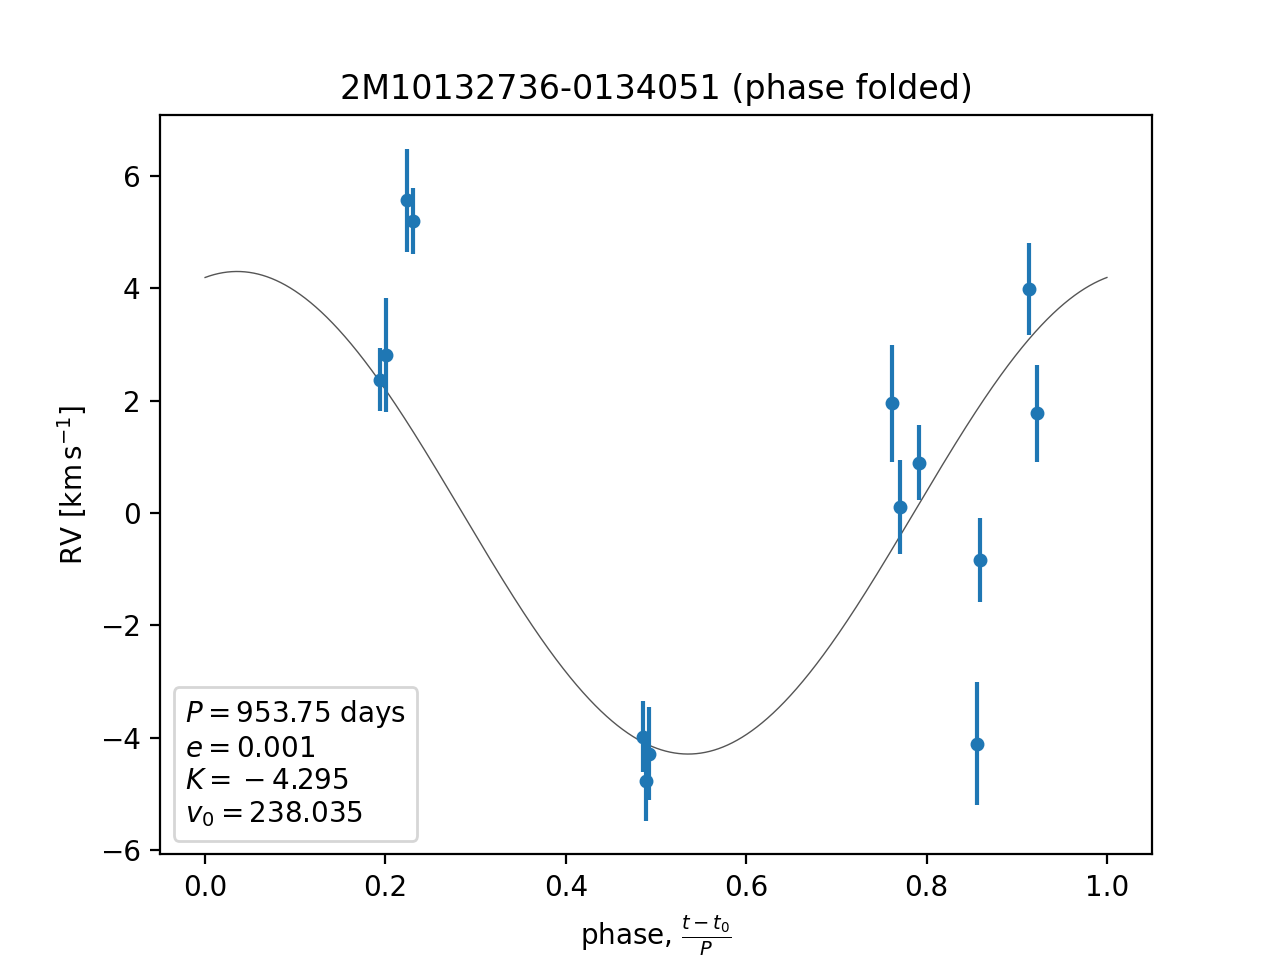 2M10132736-0134051 (phase folded)
RV [km s⁻¹]
6
4
2
0
−2
−4
−6
P = 953.75 days
e = 0.001
K = −4.295
v₀ = 238.035
0.0 0.2 0.4 0.6 0.8 1.0
phase, (t − t₀)/P